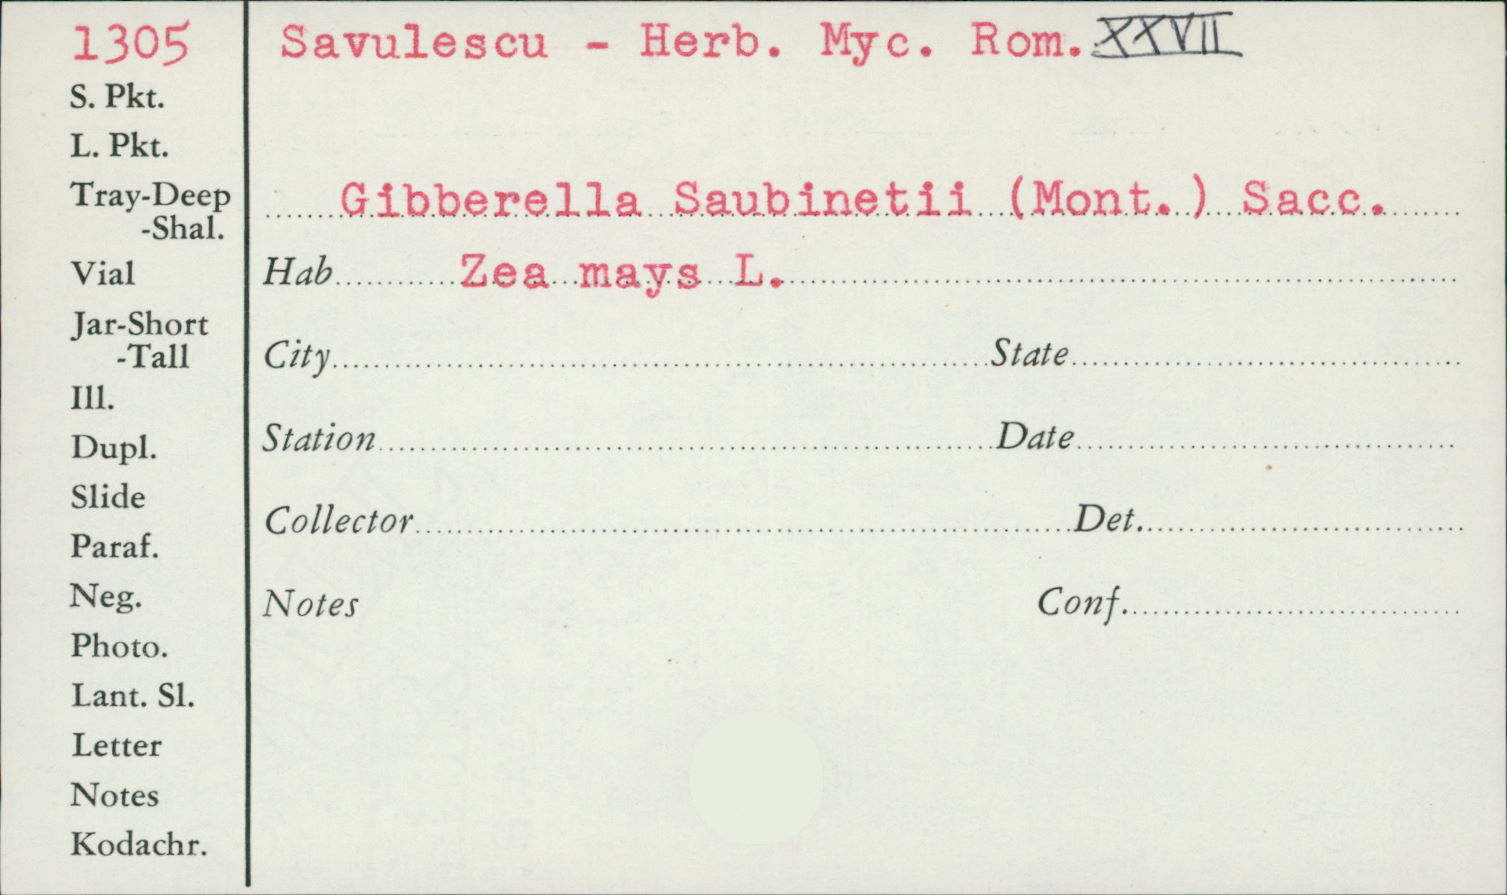 1305
Savulescu - Herb. Myc. Rom. XXVII
S. Pkt.
L. Pkt.
Tray-Deep
-Shal.
Vial
Jar-Short
-Tall
Ill.
Dupl.
Slide
Paraf.
Neg.
Photo.
Lant. Sl.
Letter
Notes
Kodachr.
Gibberella Saubinetii (Mont.) Sacc.
Hab Zea mays L.
City State
Station Date
Collector Det.
Notes Conf.